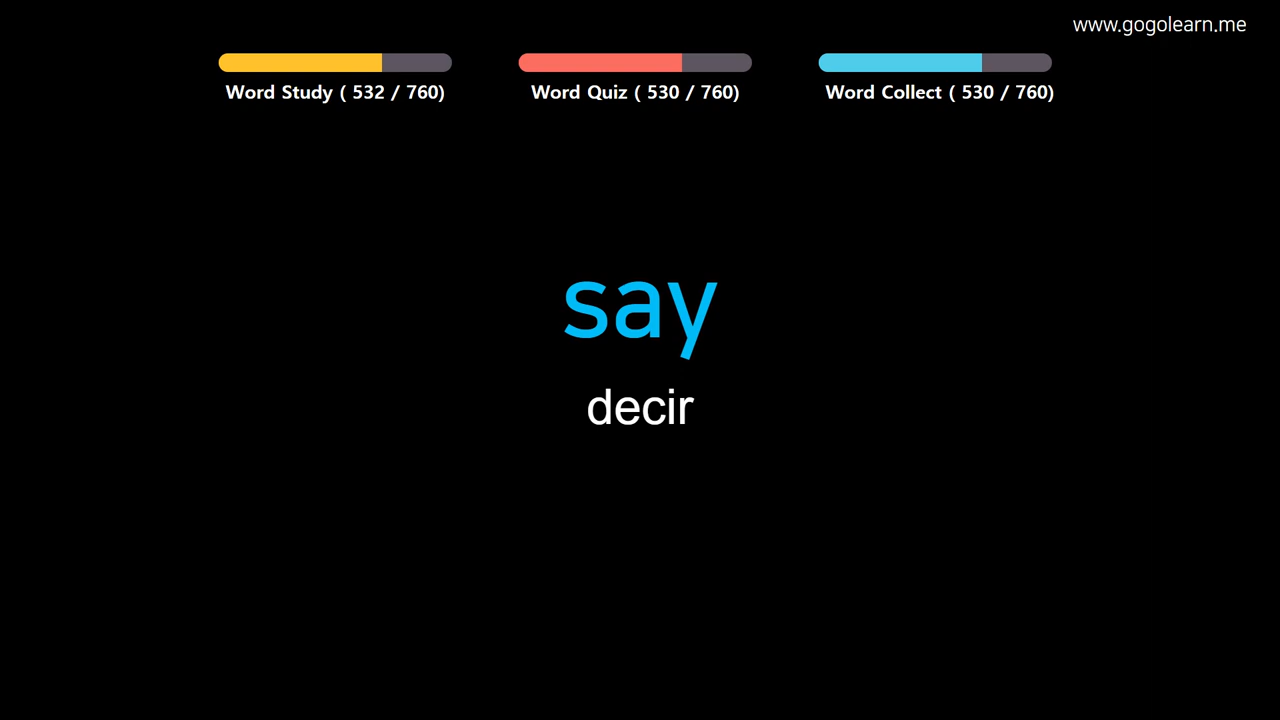 www.gogolearn.me
Word Study ( 532 / 760)
Word Quiz ( 530 / 760)
Word Collect ( 530 / 760)
say
decir